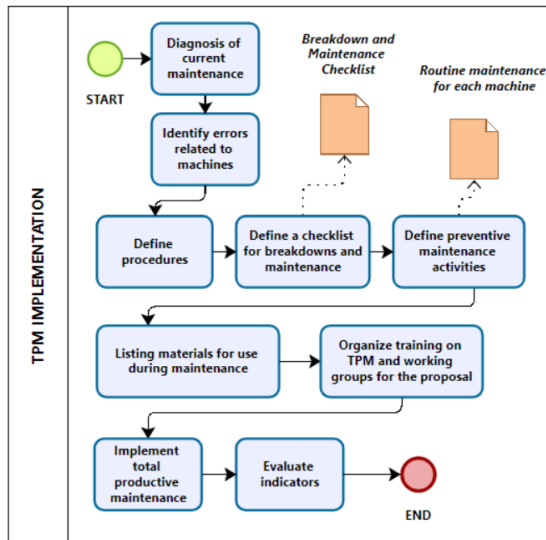 TPM IMPLEMENTATION
START
Diagnosis of
current
maintenance
Breakdown and
Maintenance
Checklist
Routine maintenance
for each machine
Identify errors
related to
machines
Define
procedures
Define a checklist
for breakdowns and
maintenance
Define preventive
maintenance
activities
Listing materials for use
during maintenance
Organize training on
TPM and working
groups for the proposal
Implement
total
productive
maintenance
Evaluate
indicators
END